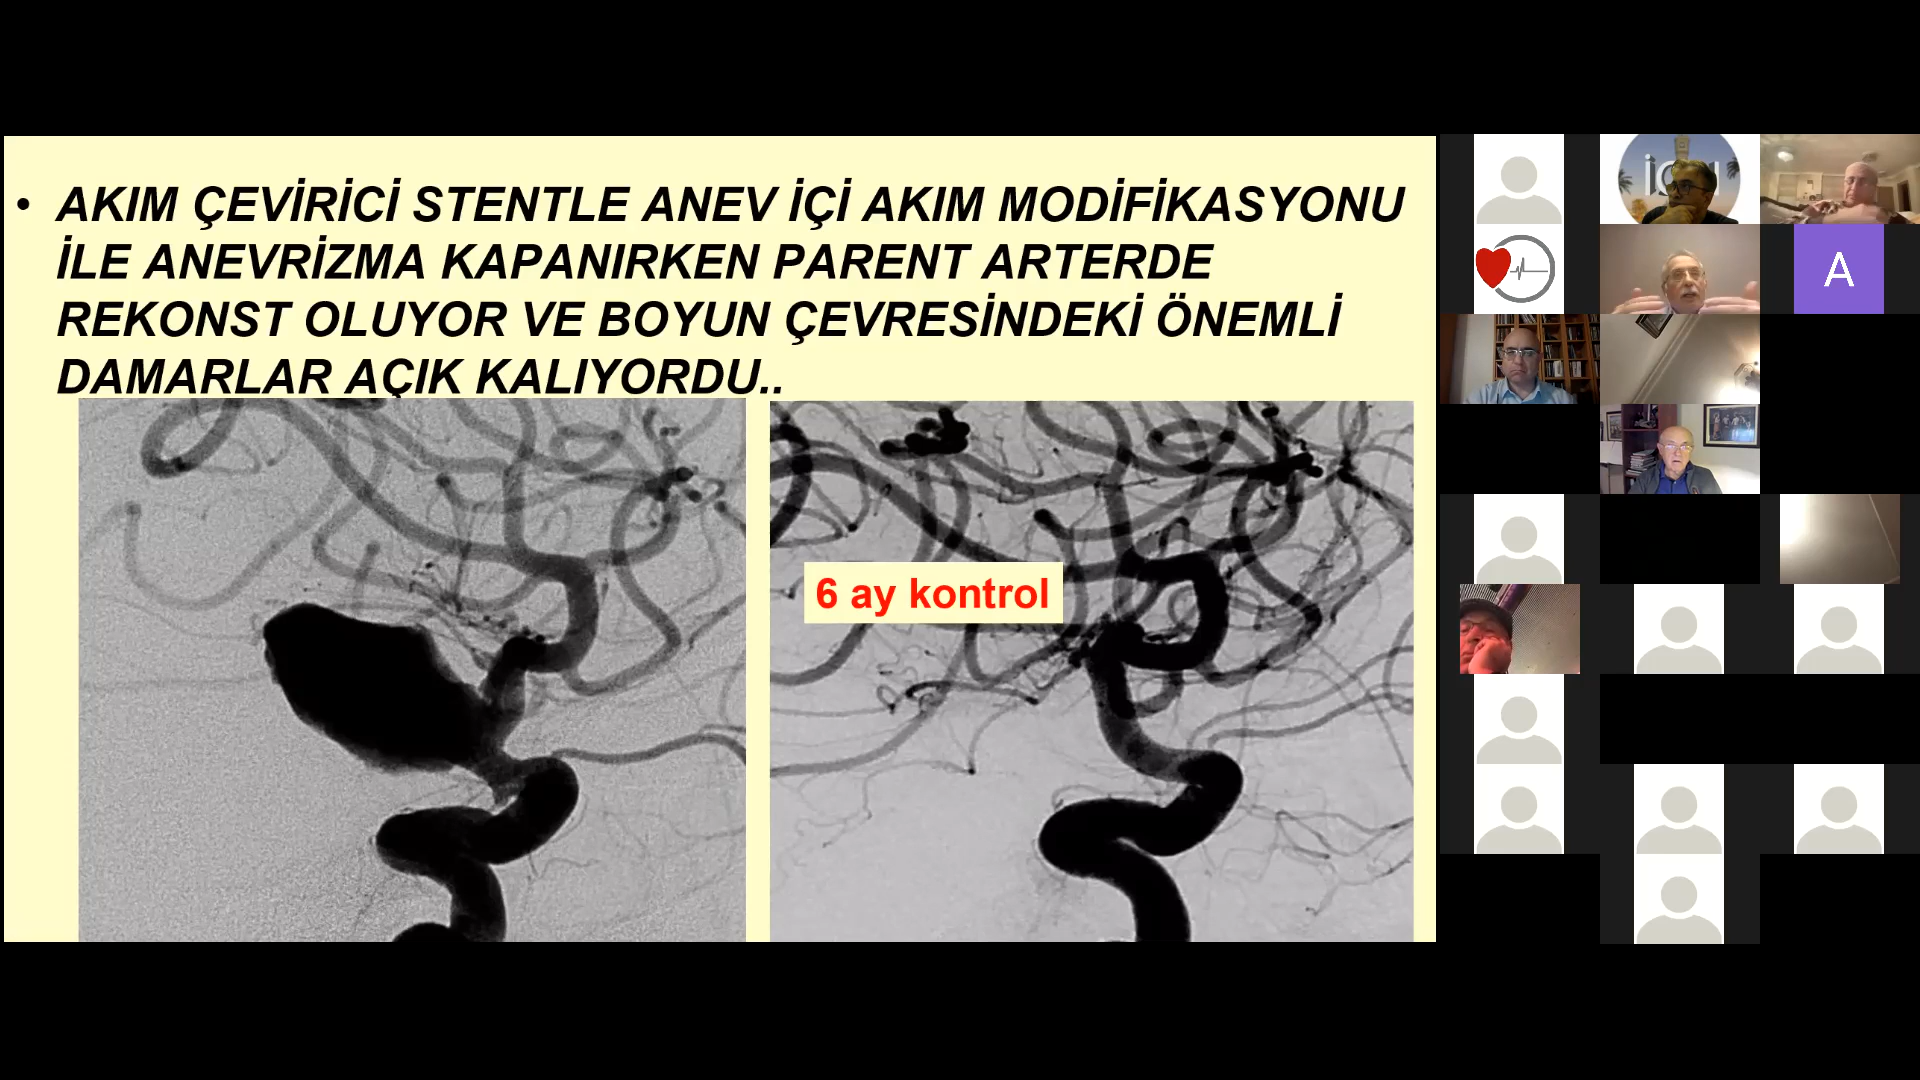 • AKIM ÇEVİRİCİ STENTLE ANEV İÇİ AKIM MODİFİKASYONU
İLE ANEVRİZMA KAPANIRKEN PARENT ARTERDE
REKONST OLUYOR VE BOYUN ÇEVRESİNDEKİ ÖNEMLİ
DAMARLAR AÇIK KALIYORDU..
6 ay kontrol
A